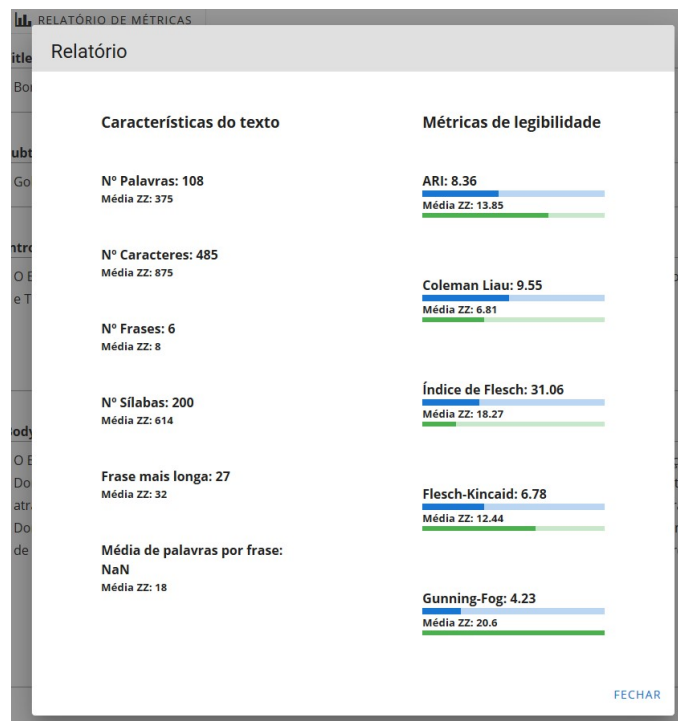 RELATÓRIO DE MÉTRICAS
Relatório
Características do texto
Nº Palavras: 108
Média ZZ: 375
Nº Caracteres: 485
Média ZZ: 875
Nº Frases: 6
Média ZZ: 8
Nº Sílabas: 200
Média ZZ: 614
Frase mais longa: 27
Média ZZ: 32
Média de palavras por frase:
NaN
Média ZZ: 18
Métricas de legibilidade
ARI: 8.36
Média ZZ: 13.85
Coleman Liau: 9.55
Média ZZ: 6.81
Índice de Flesch: 31.06
Média ZZ: 18.27
Flesch-Kincaid: 6.78
Média ZZ: 12.44
Gunning-Fog: 4.23
Média ZZ: 20.6
FECHAR